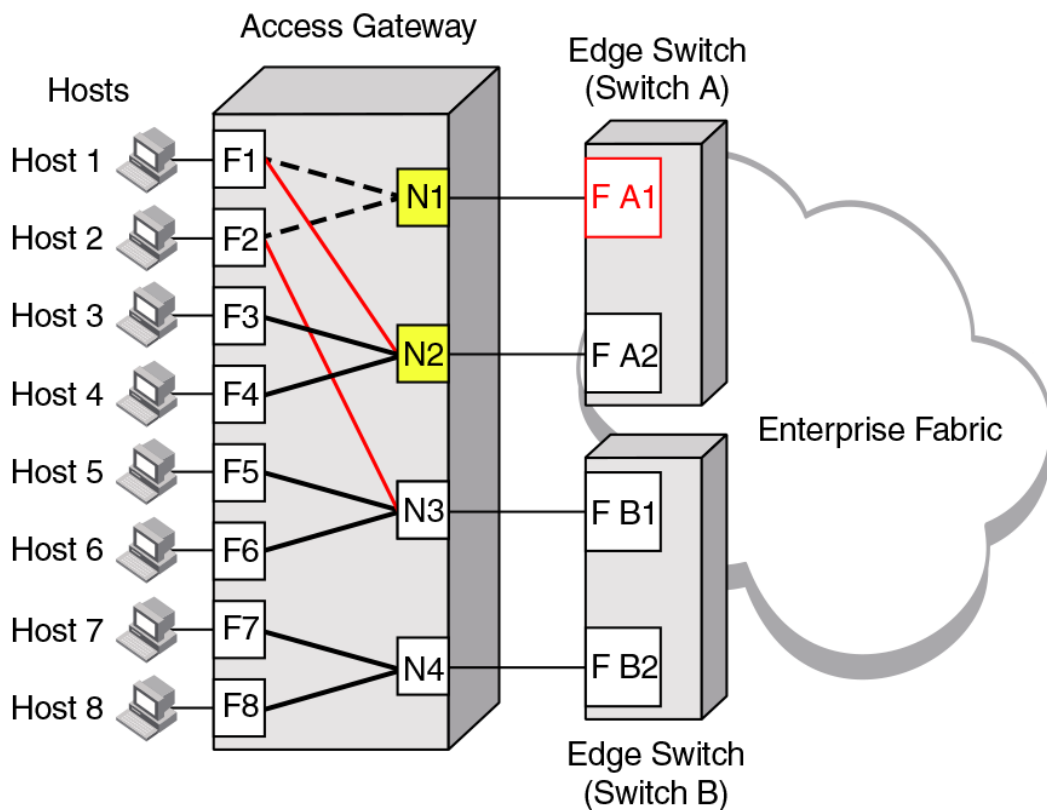 Access Gateway
Edge Switch
(Switch A)
Hosts
Host 1
F1
N1
F A1
Host 2
F2
Host 3
F3
N2
F A2
Host 4
F4
Enterprise Fabric
Host 5
F5
N3
F B1
Host 6
F6
Host 7
F7
N4
F B2
Host 8
F8
Edge Switch
(Switch B)